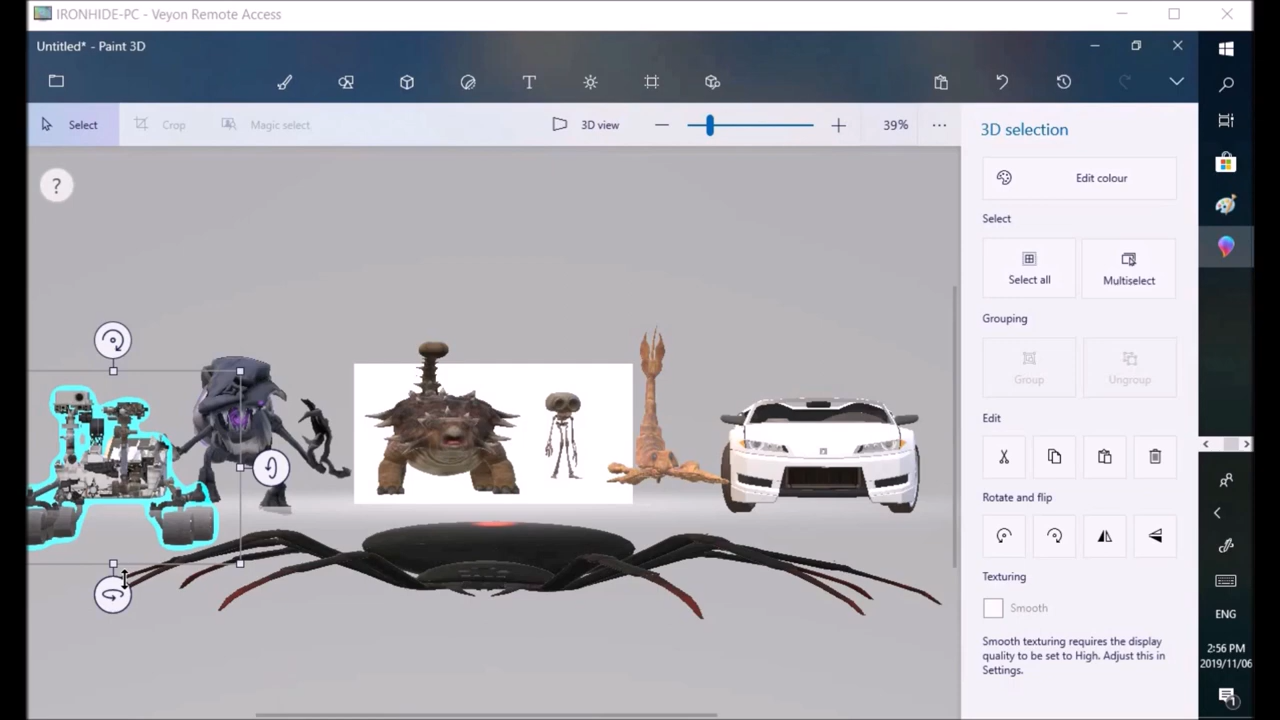 IRONHIDE-PC - Veyon Remote Access
Untitled* - Paint 3D
Select
Crop
Magic select
3D view
39%
3D selection
Edit colour
Select
Select all
Multiselect
Grouping
Group
Ungroup
Edit
Rotate and flip
Texturing
Smooth
Smooth texturing requires the display
quality to be set to High. Adjust this in
Settings.
ENG
2:56 PM
2019/11/06
1